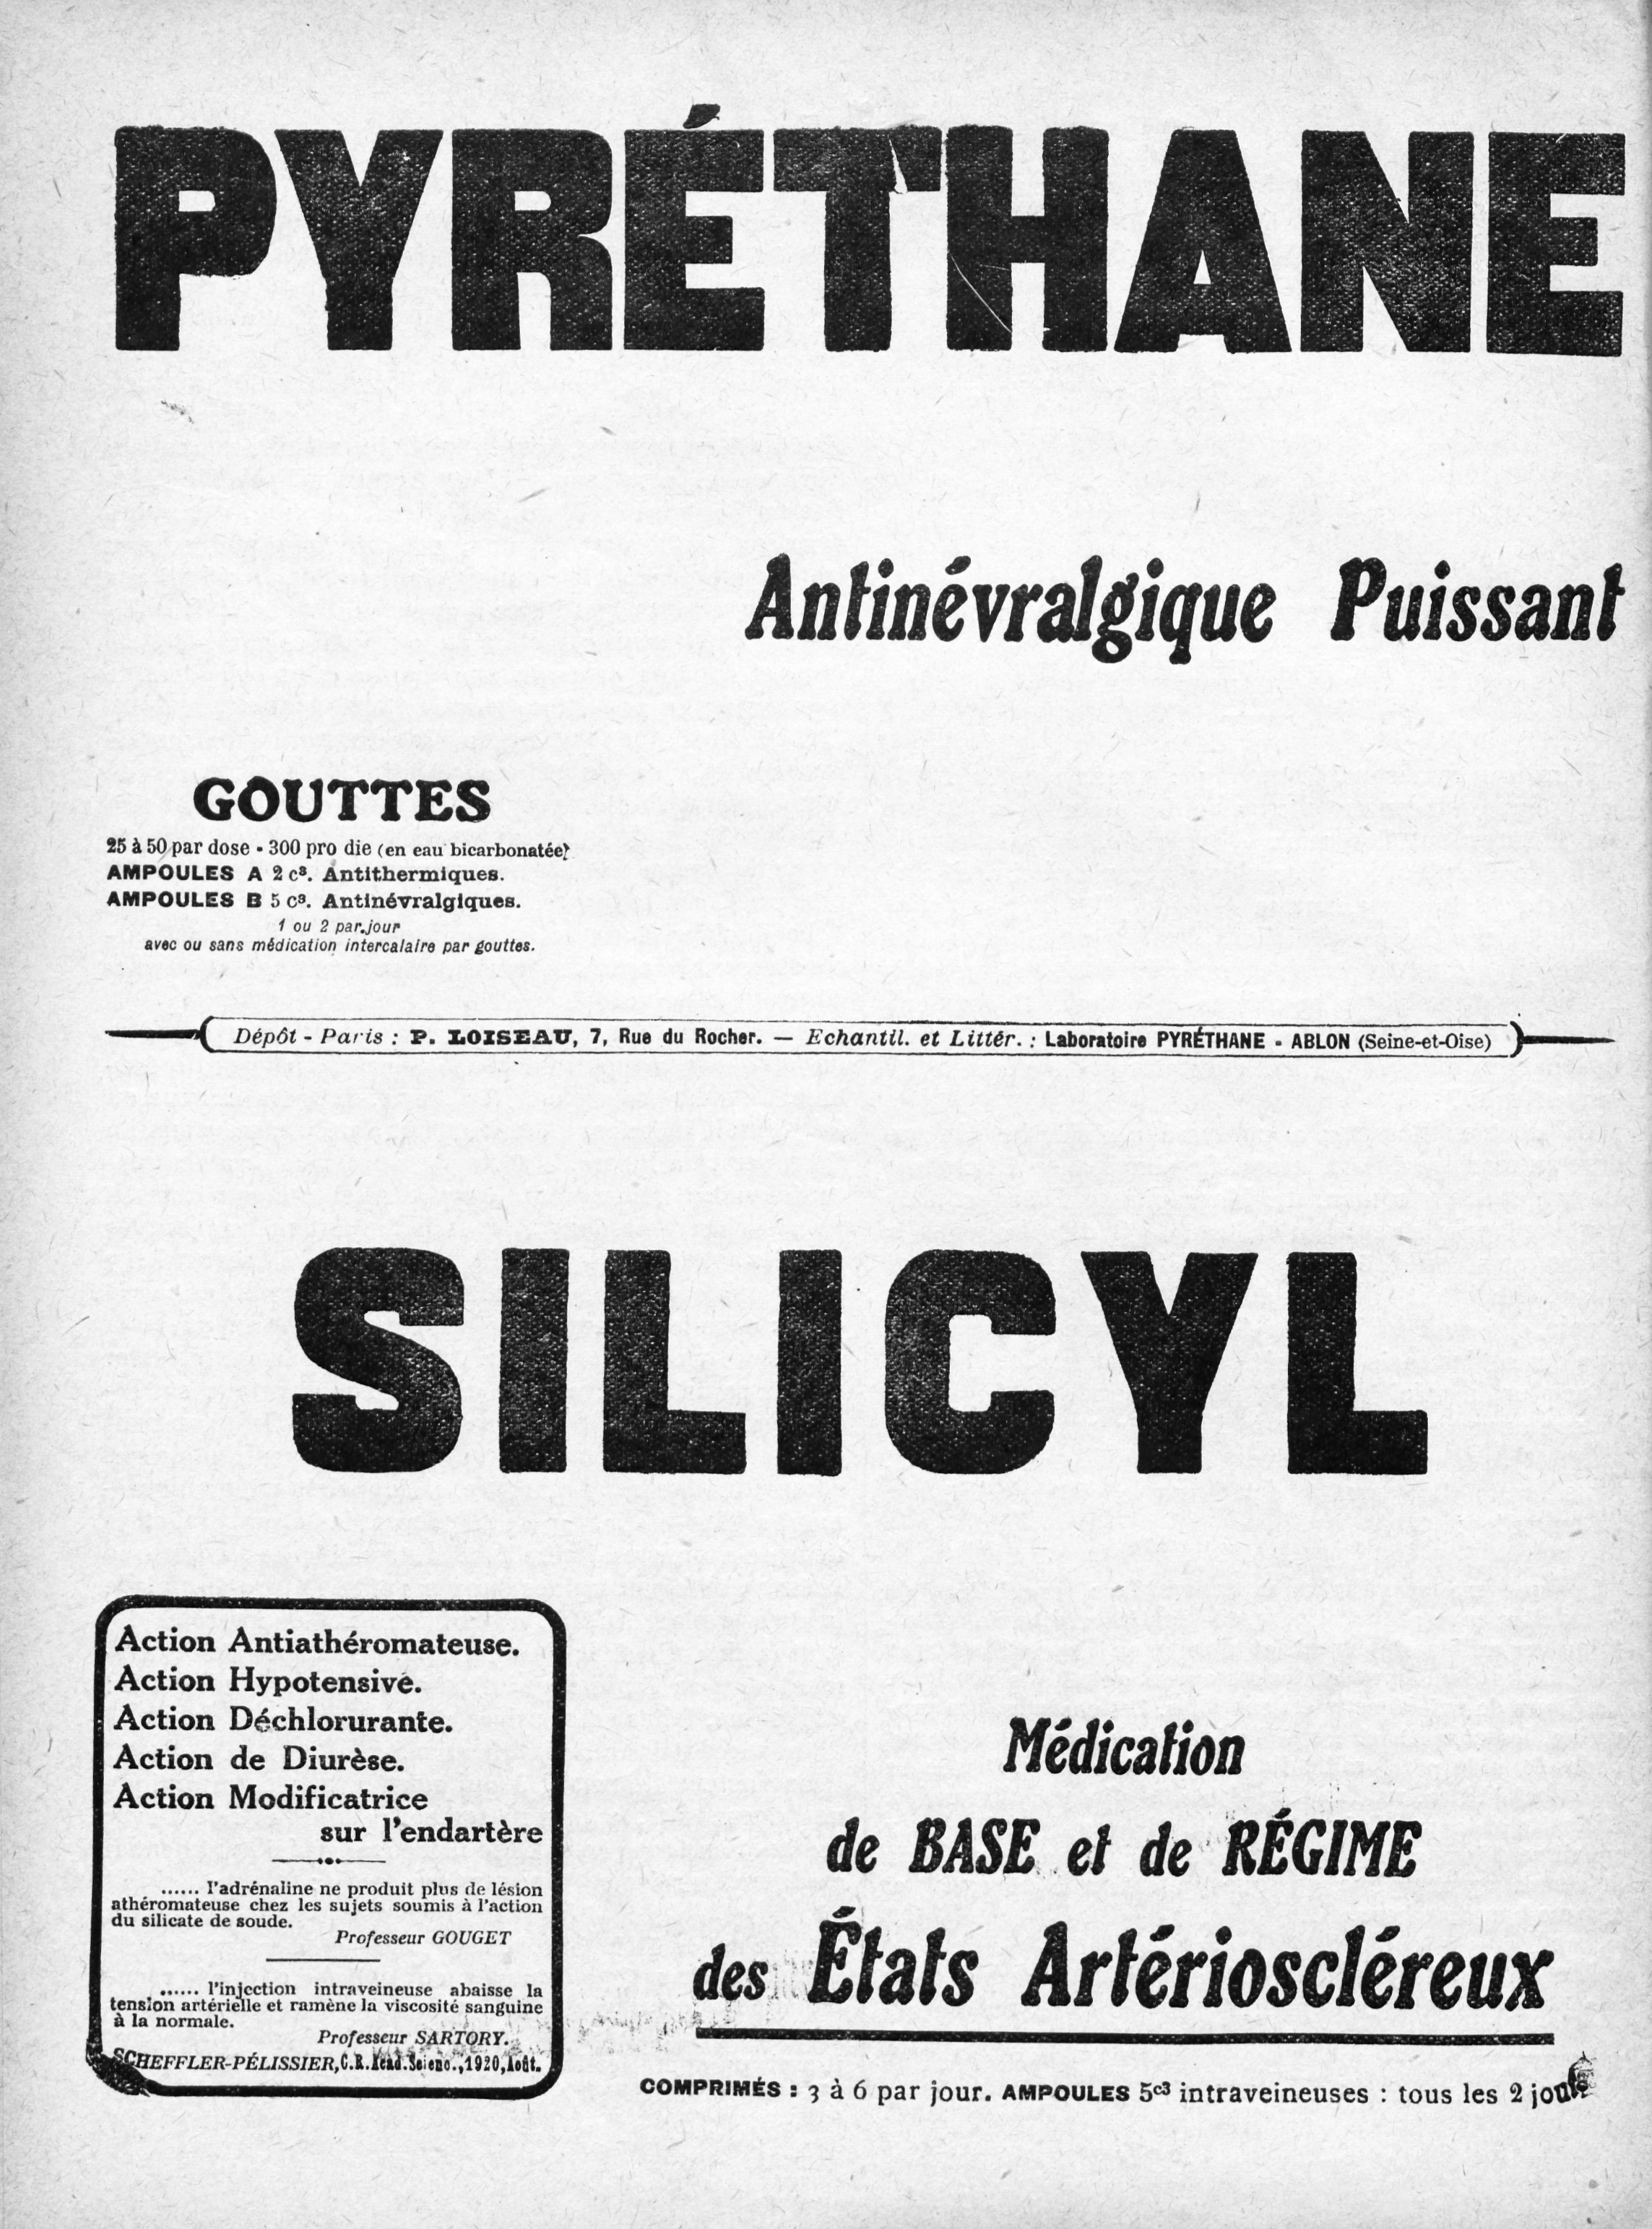 PYRÉTHANE
Antinévralgique Puissant
GOUTTES
25 à 50 par dose - 300 pro die (en eau bicarbonatée)
AMPOULES A 2 c³. Antithermiques.
AMPOULES B 5 c³. Antinévralgiques.
1 ou 2 par jour
avec ou sans médication intercalaire par gouttes.
Dépôt - Paris : P. LOISEAU, 7, Rue du Rocher. — Echantil. et Littér. : Laboratoire PYRÉTHANE - ABLON (Seine-et-Oise)
SILICYL
Action Antiathéromateuse.
Action Hypotensive.
Action Déchlorurante.
Action de Diurèse.
Action Modificatrice
sur l'endartère
...... l'adrénaline ne produit plus de lésion
athéromateuse chez les sujets soumis à l'action
du silicate de soude.
Professeur GOUGET
...... l'injection intraveineuse abaisse la
tension artérielle et ramène la viscosité sanguine
à la normale.
Professeur SARTORY.
SCHEFFLER-PÉLISSIER, C. R. Acad. Scienc., 1920, Août.
Médication
de BASE et de RÉGIME
des États Artérioscléreux
COMPRIMÉS : 3 à 6 par jour. AMPOULES 5c3 intraveineuses : tous les 2 jours